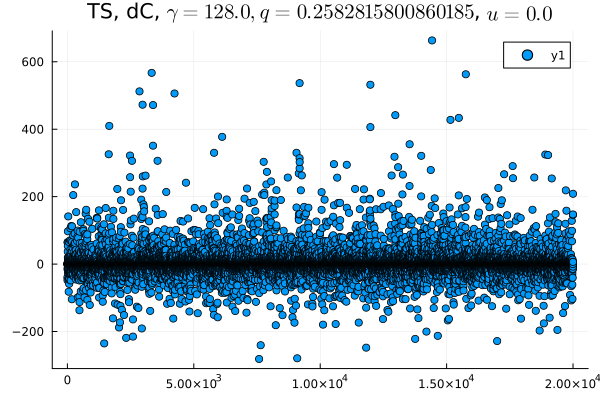 TS, dC, γ = 128.0, q = 0.2582815800860185, u = 0.0
y1
600
400
200
0
−200
0 5.00×10³ 1.00×10⁴ 1.50×10⁴ 2.00×10⁴